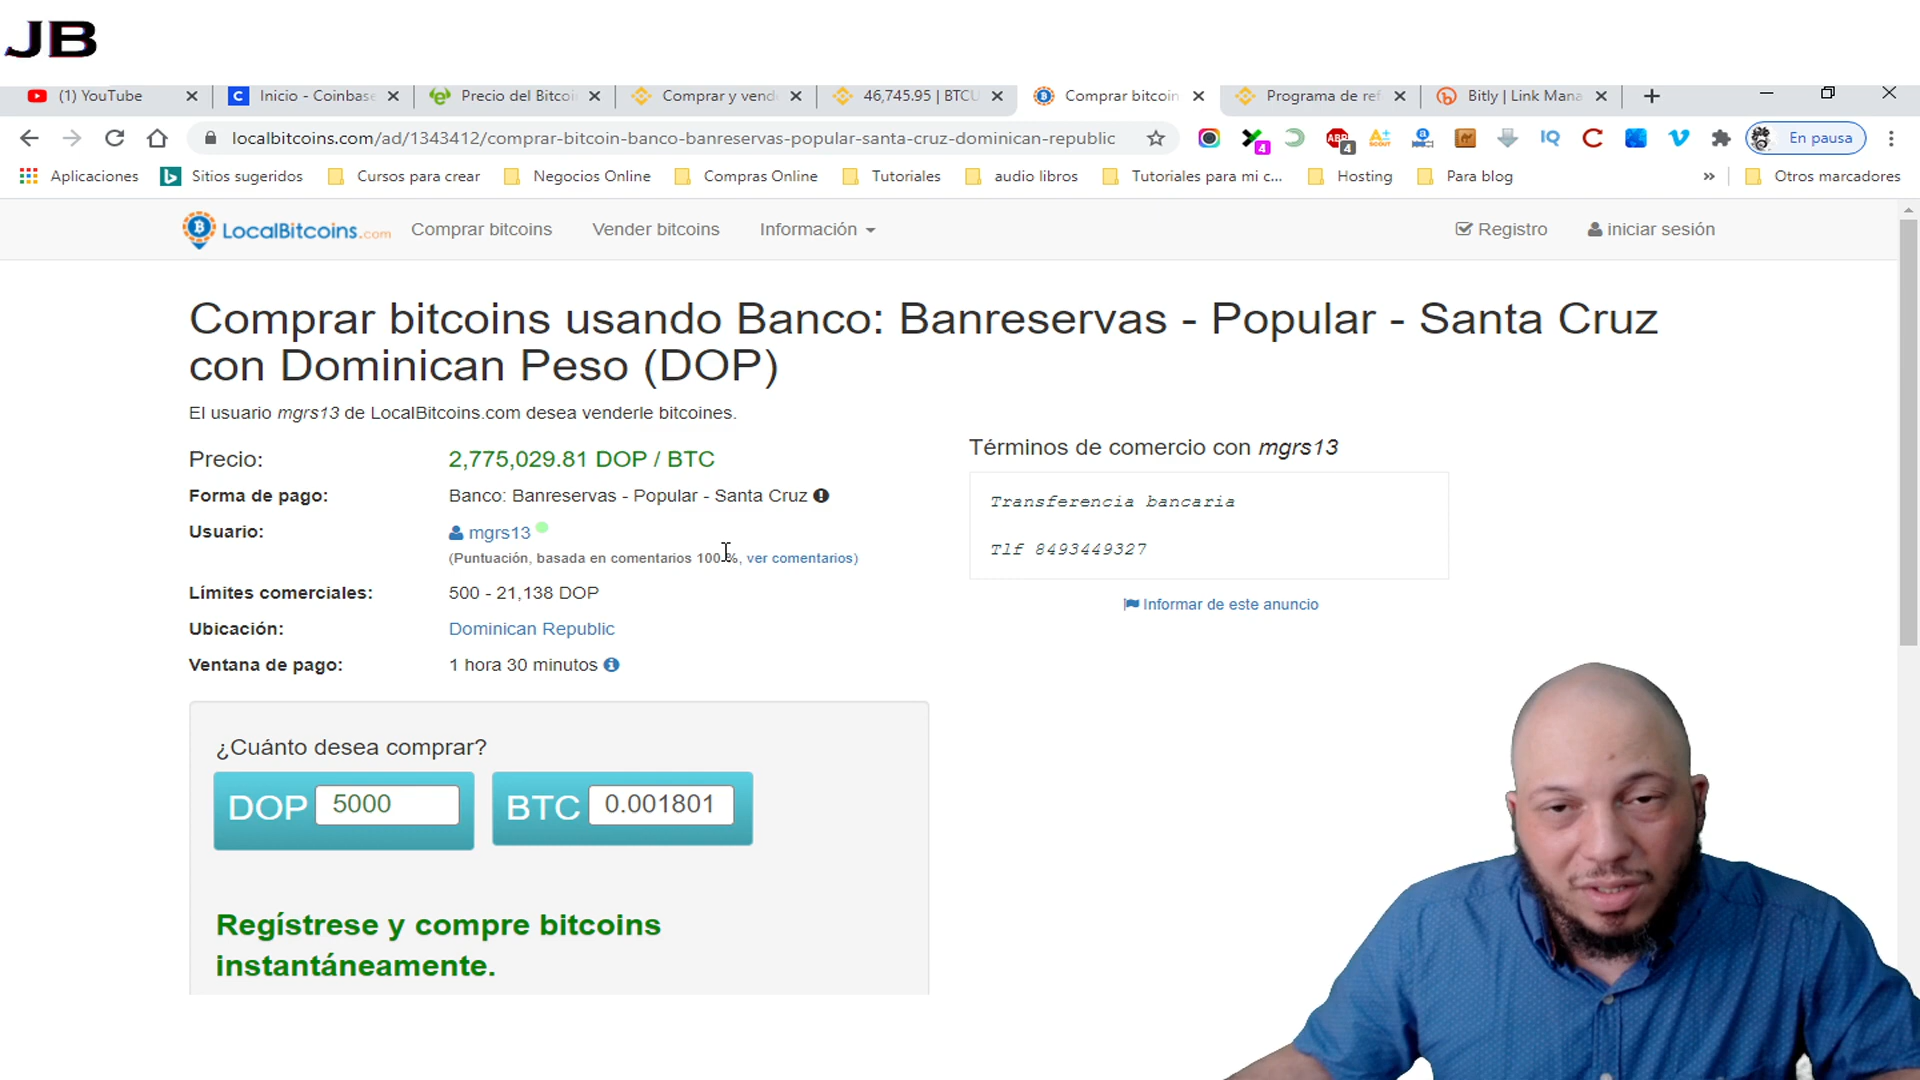 JB
(1) YouTube
Inicio - Coinbase
Precio del Bitcoi
Comprar y vend
46,745.95 | BTCU
Comprar bitcoin
Programa de ref
Bitly | Link Mana
localbitcoins.com/ad/1343412/comprar-bitcoin-banco-banreservas-popular-santa-cruz-dominican-republic
4
ABP
4
A+
SCOUT
IQ
En pausa
Aplicaciones
Sitios sugeridos
Cursos para crear
Negocios Online
Compras Online
Tutoriales
audio libros
Tutoriales para mi c...
Hosting
Para blog
»
Otros marcadores
LocalBitcoins.com
Comprar bitcoins
Vender bitcoins
Información
Registro
iniciar sesión
Comprar bitcoins usando Banco: Banreservas - Popular - Santa Cruz
con Dominican Peso (DOP)
El usuario mgrs13 de LocalBitcoins.com desea venderle bitcoines.
Precio: 2,775,029.81 DOP / BTC
Forma de pago: Banco: Banreservas - Popular - Santa Cruz
Usuario: mgrs13
(Puntuación, basada en comentarios 100 %, ver comentarios)
Límites comerciales: 500 - 21,138 DOP
Ubicación: Dominican Republic
Ventana de pago: 1 hora 30 minutos
Términos de comercio con mgrs13
Transferencia bancaria
Tlf 8493449327
Informar de este anuncio
¿Cuánto desea comprar?
DOP 5000
BTC 0.001801
Regístrese y compre bitcoins
instantáneamente.